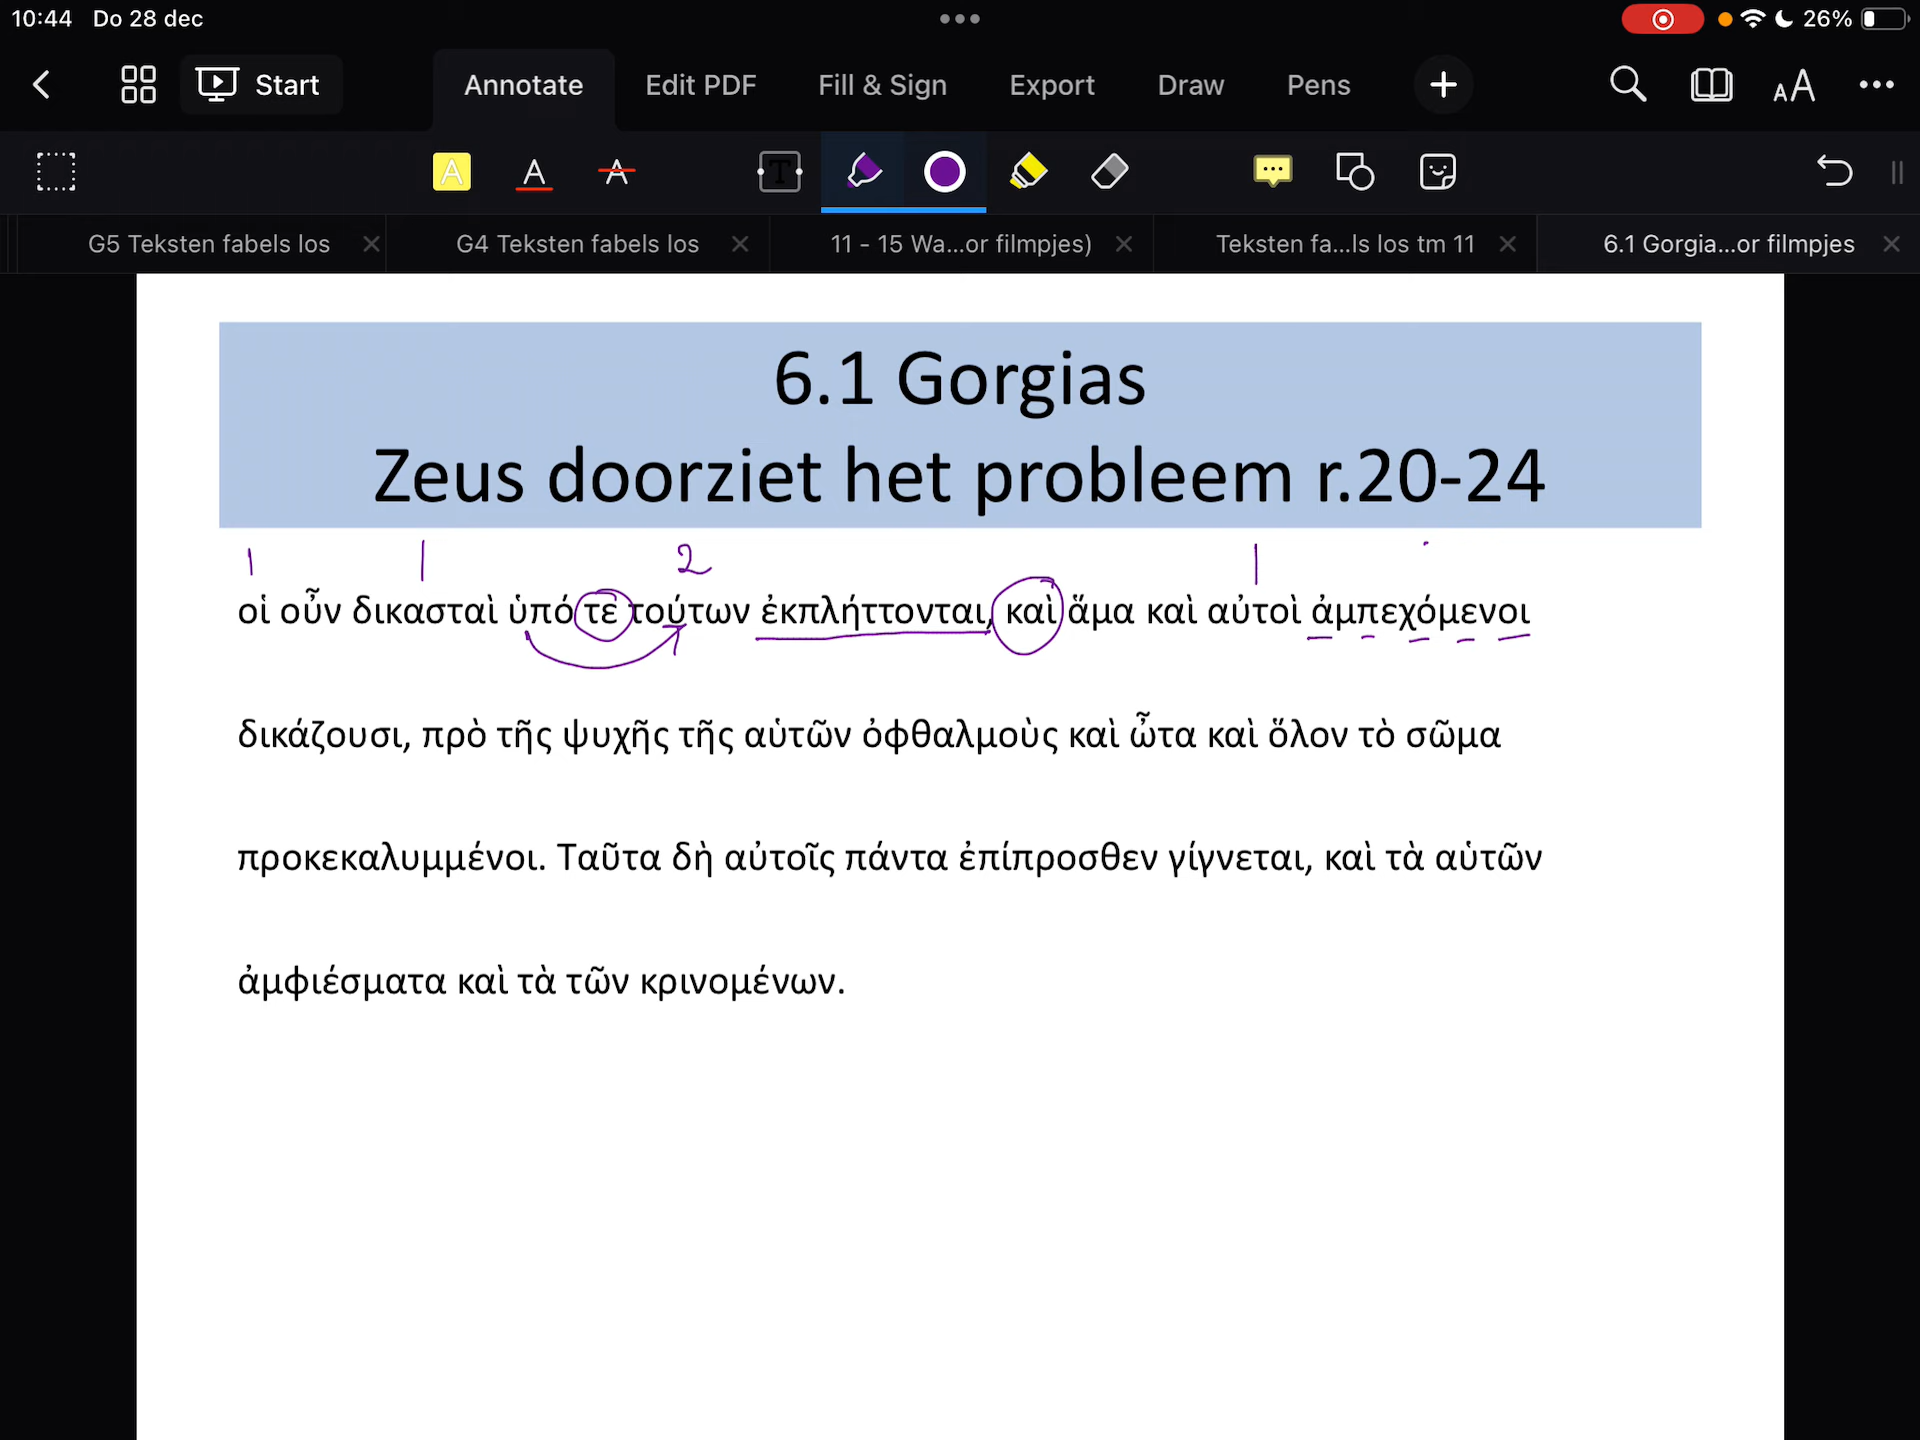 10:44 Do 28 dec 26%
Start Annotate Edit PDF Fill & Sign Export Draw Pens
G5 Teksten fabels los G4 Teksten fabels los 11 - 15 Wa...or filmpjes) Teksten fa...ls los tm 11 6.1 Gorgia...or filmpjes
6.1 Gorgias
Zeus doorziet het probleem r.20-24
1 | 2 |
οἱ οὖν δικασταὶ ὑπό τε τούτων ἐκπλήττονται, καὶ ἅμα καὶ αὐτοὶ ἀμπεχόμενοι
δικάζουσι, πρὸ τῆς ψυχῆς τῆς αὑτῶν ὀφθαλμοὺς καὶ ὦτα καὶ ὅλον τὸ σῶμα
προκεκαλυμμένοι. Ταῦτα δὴ αὐτοῖς πάντα ἐπίπροσθεν γίγνεται, καὶ τὰ αὑτῶν
ἀμφιέσματα καὶ τὰ τῶν κρινομένων.